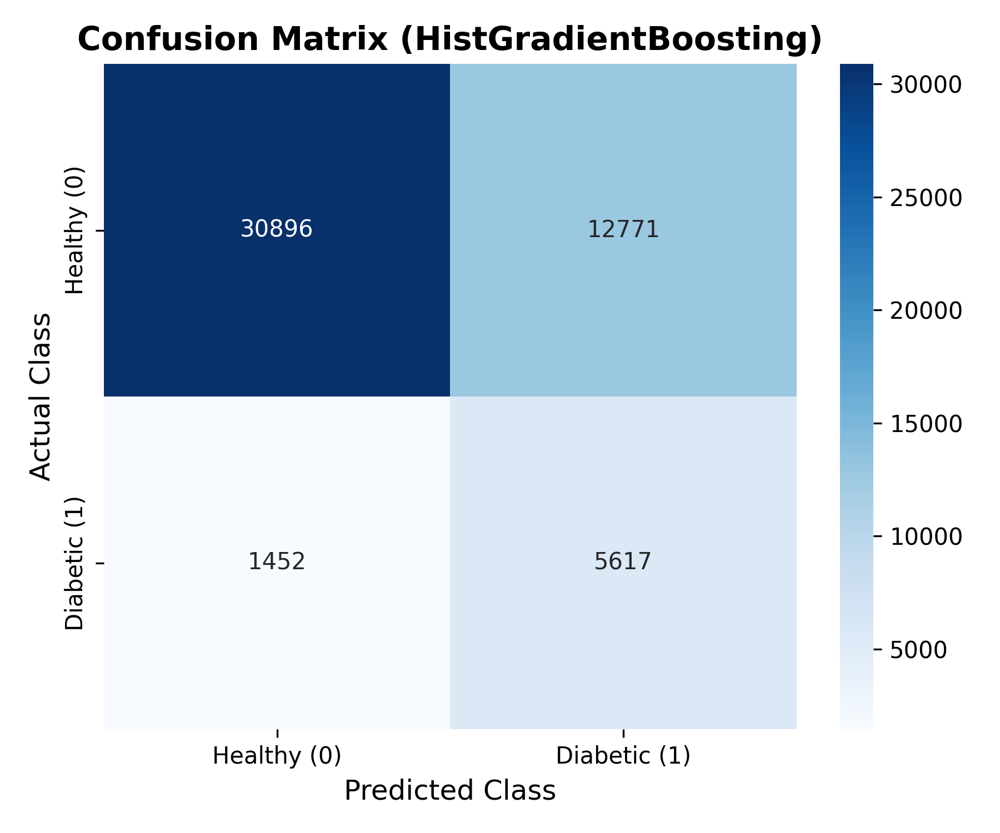 Confusion Matrix (HistGradientBoosting)
Actual Class
Healthy (0)
Diabetic (1)
30896
12771
1452
5617
Healthy (0)
Diabetic (1)
Predicted Class
30000
25000
20000
15000
10000
5000